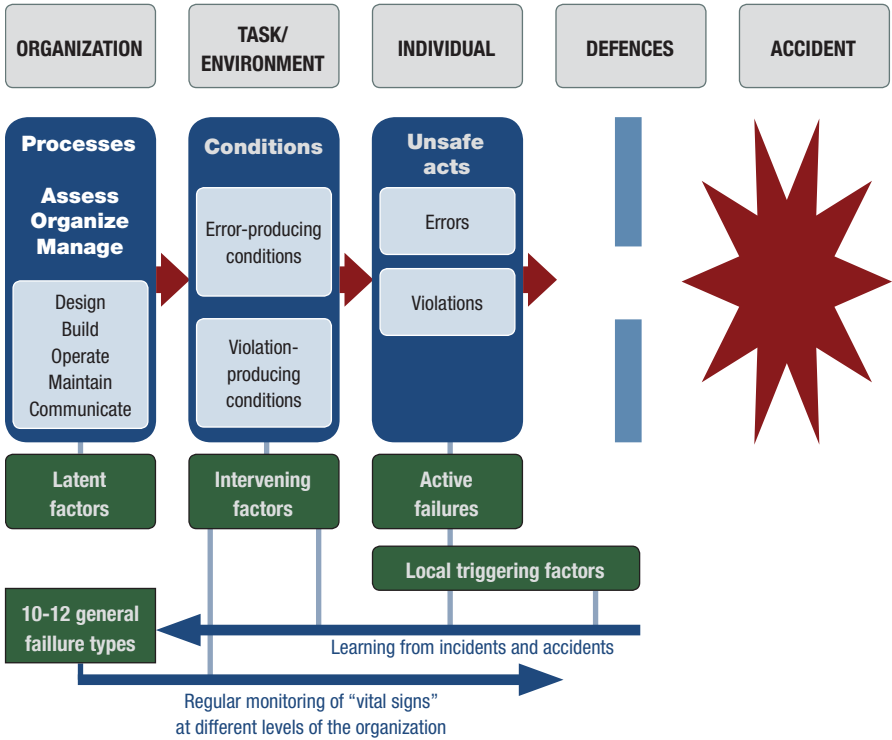 ORGANIZATION
TASK/
ENVIRONMENT
INDIVIDUAL
DEFENCES
ACCIDENT
Processes
Assess
Organize
Manage
Design
Build
Operate
Maintain
Communicate
Conditions
Error-producing
conditions
Violation-
producing
conditions
Unsafe
acts
Errors
Violations
Latent
factors
Intervening
factors
Active
failures
Local triggering factors
10-12 general
faillure types
Learning from incidents and accidents
Regular monitoring of “vital signs”
at different levels of the organization